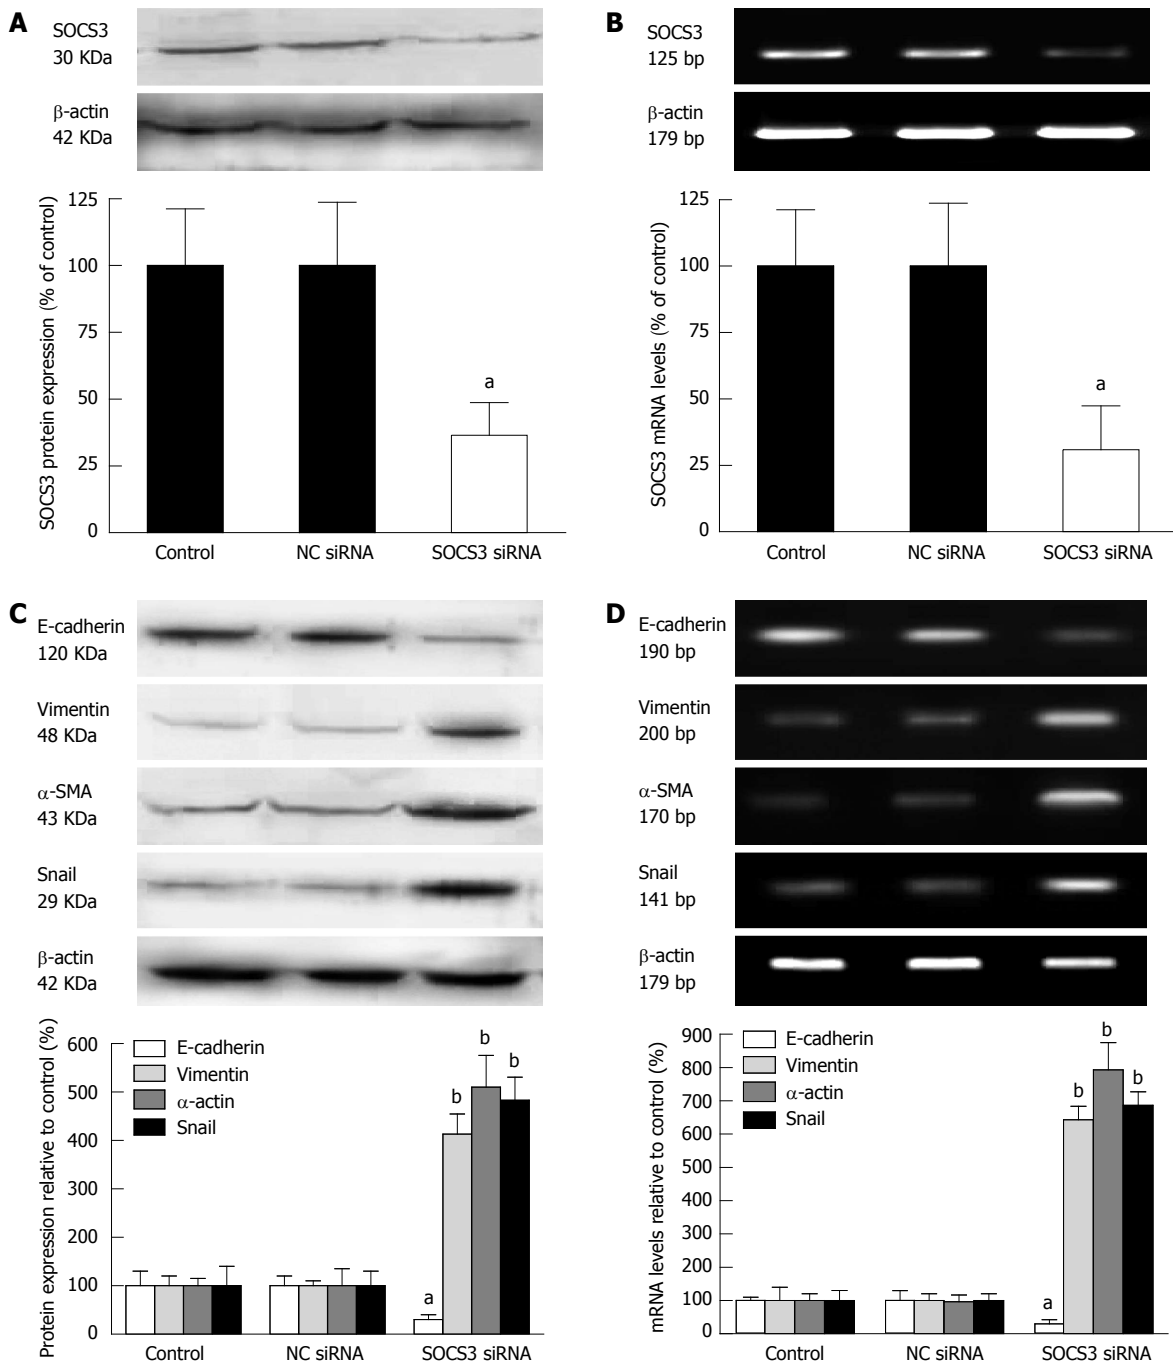 A
SOCS3
30 KDa
β-actin
42 KDa
SOCS3 protein expression (% of control)
125
100
75
50
25
0
a
Control NC siRNA SOCS3 siRNA
B
SOCS3
125 bp
β-actin
179 bp
SOCS3 mRNA levels (% of control)
125
100
75
50
25
0
a
Control NC siRNA SOCS3 siRNA
C
E-cadherin
120 KDa
Vimentin
48 KDa
α-SMA
43 KDa
Snail
29 KDa
β-actin
42 KDa
Protein expression relative to control (%)
600
500
400
300
200
100
0
E-cadherin
Vimentin
α-actin
Snail
a
b
b
b
Control NC siRNA SOCS3 siRNA
D
E-cadherin
190 bp
Vimentin
200 bp
α-SMA
170 bp
Snail
141 bp
β-actin
179 bp
mRNA levels relative to control (%)
900
800
700
600
500
400
300
200
100
0
E-cadherin
Vimentin
α-actin
Snail
a
b
b
b
Control NC siRNA SOCS3 siRNA